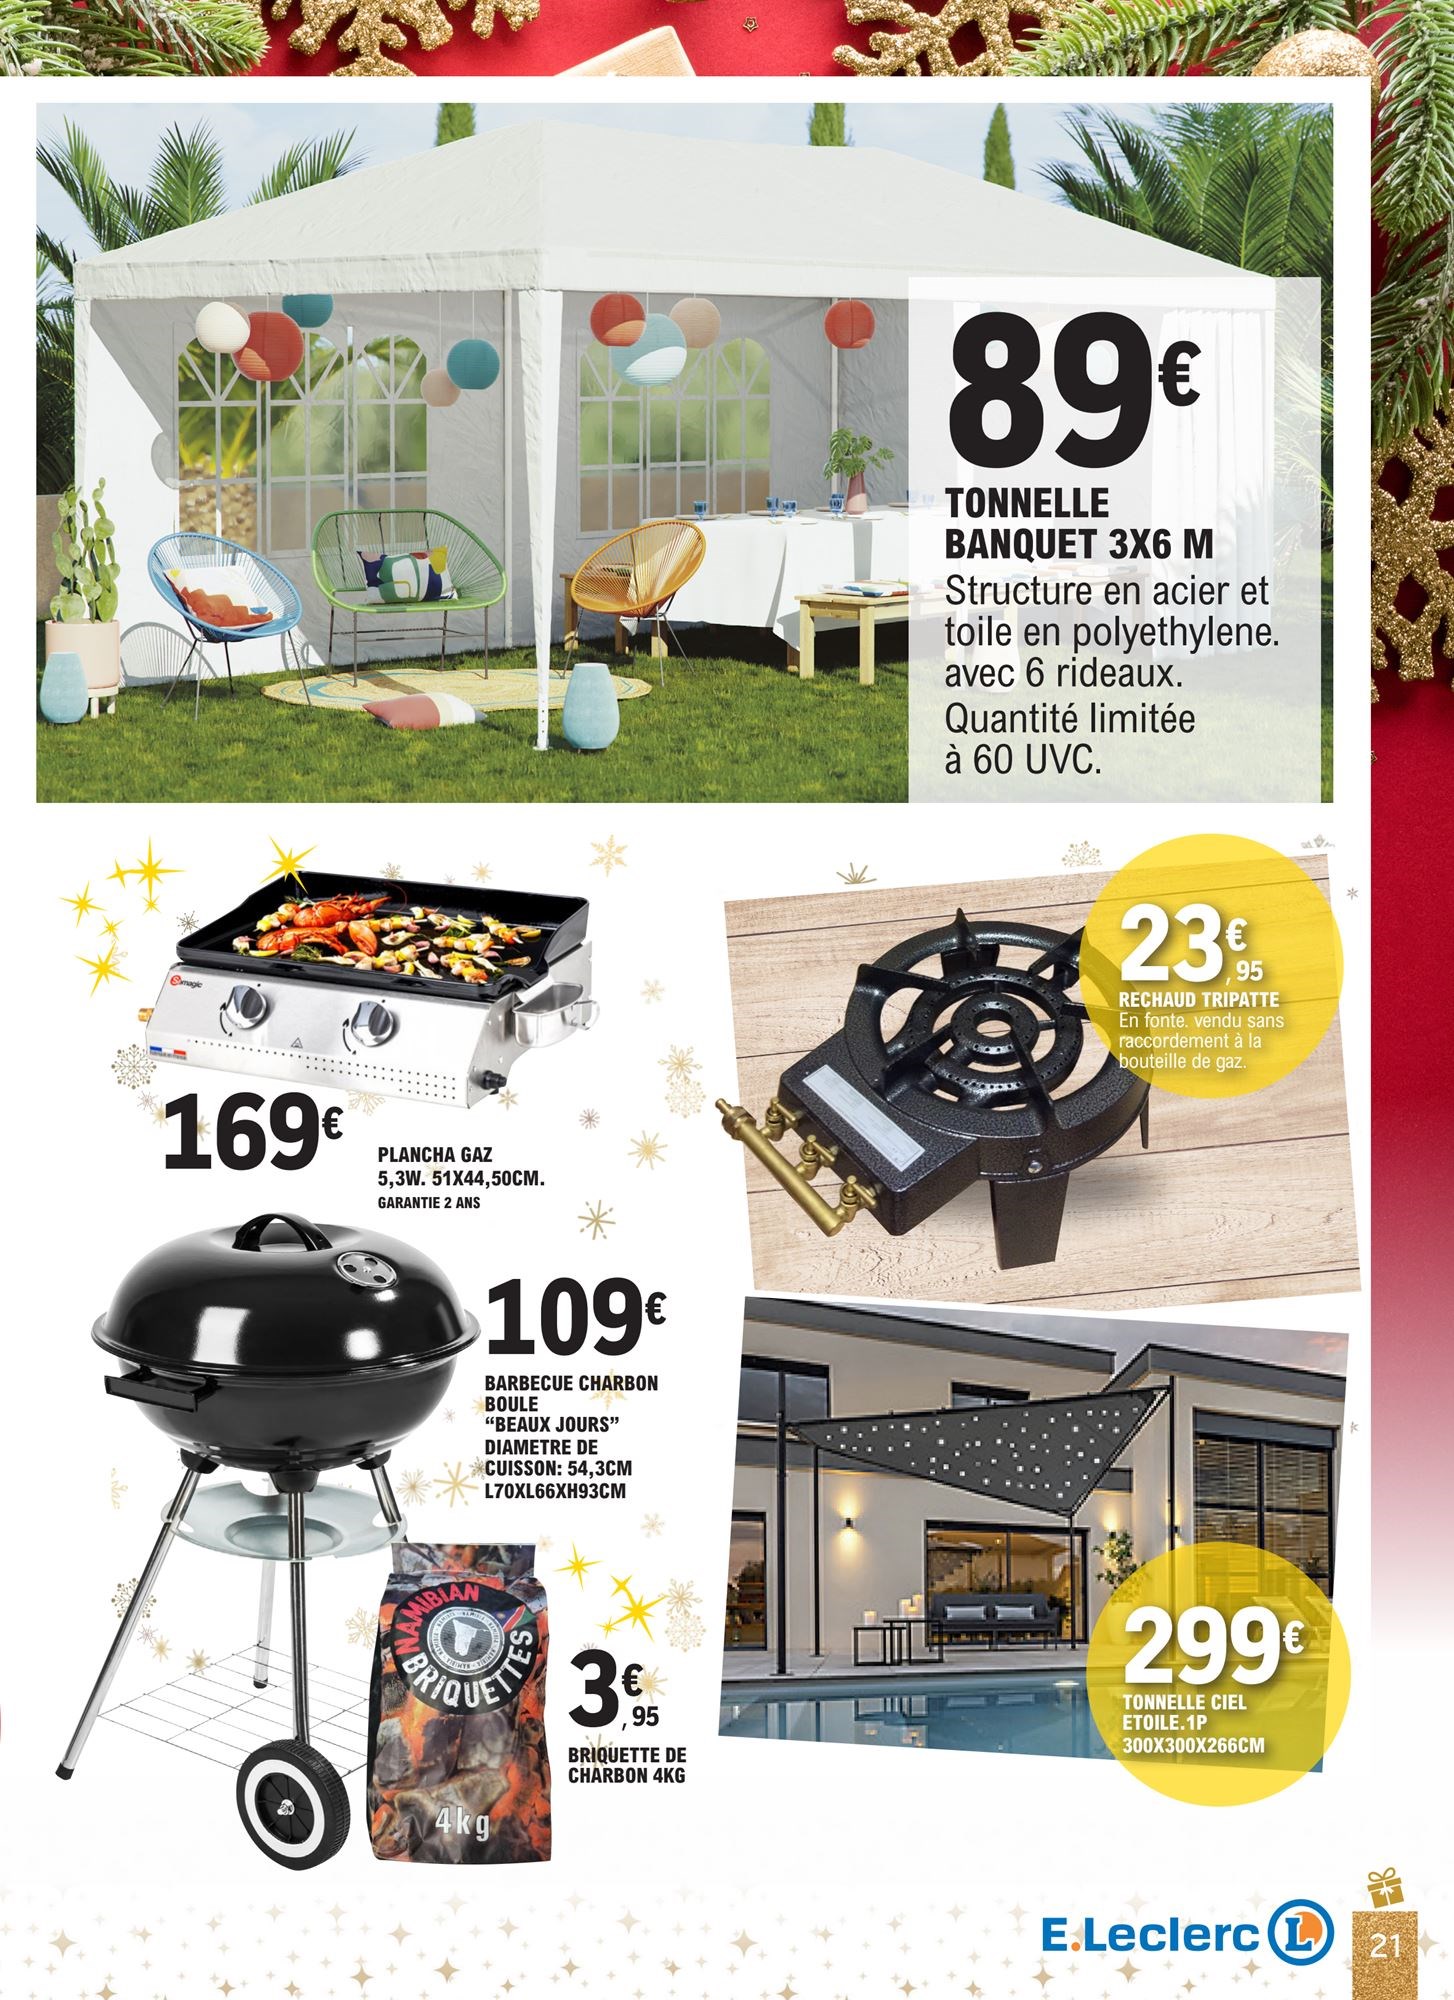 89€
TONNELLE
BANQUET 3X6 M
Structure en acier et
toile en polyethylene.
avec 6 rideaux.
Quantité limitée
à 60 UVC.
Somagic
169€
PLANCHA GAZ
5,3W. 51X44,50CM.
GARANTIE 2 ANS
23€,95
RECHAUD TRIPATTE
En fonte. vendu sans
raccordement à la
bouteille de gaz.
109€
BARBECUE CHARBON
BOULE
“BEAUX JOURS”
DIAMETRE DE
CUISSON: 54,3CM
L70XL66XH93CM
NAMIBIAN
BRIQUETTES
4kg
3€,95
BRIQUETTE DE
CHARBON 4KG
299€
TONNELLE CIEL
ETOILE.1P
300X300X266CM
E.Leclerc L
21